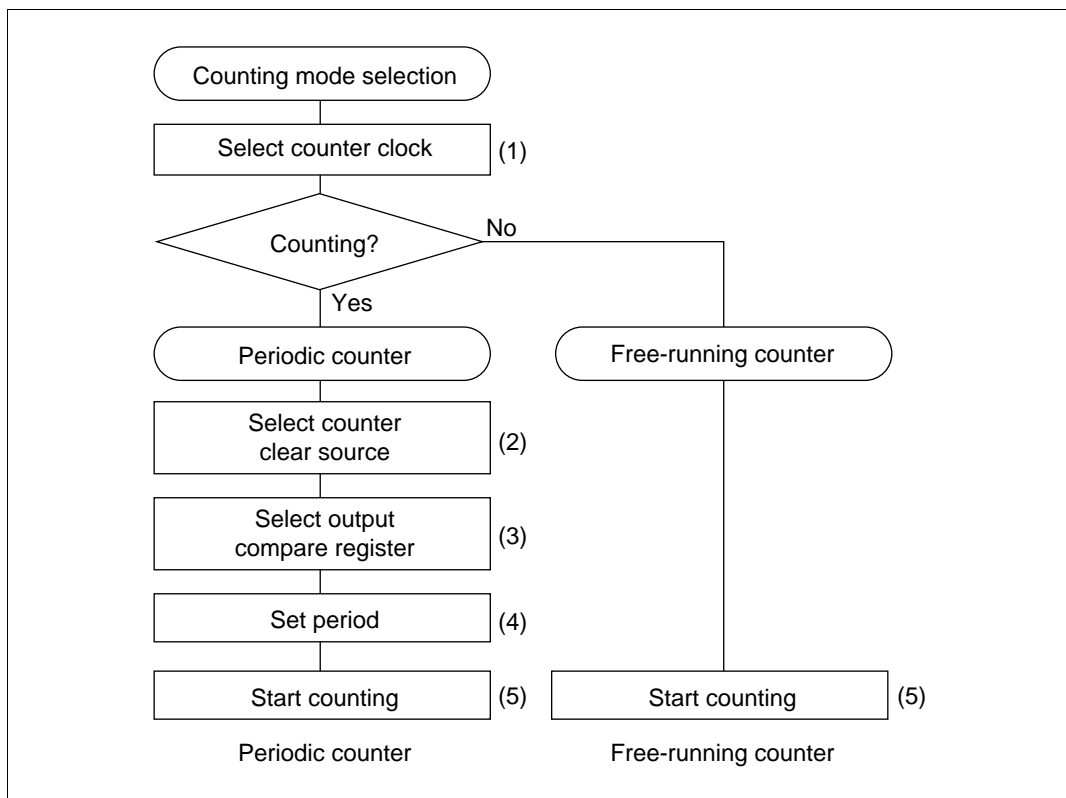 Counting mode selection
Select counter clock
(1)
Counting?
No
Yes
Periodic counter
Free-running counter
Select counter
clear source
(2)
Select output
compare register
(3)
Set period
(4)
Start counting
(5)
Start counting
(5)
Periodic counter
Free-running counter